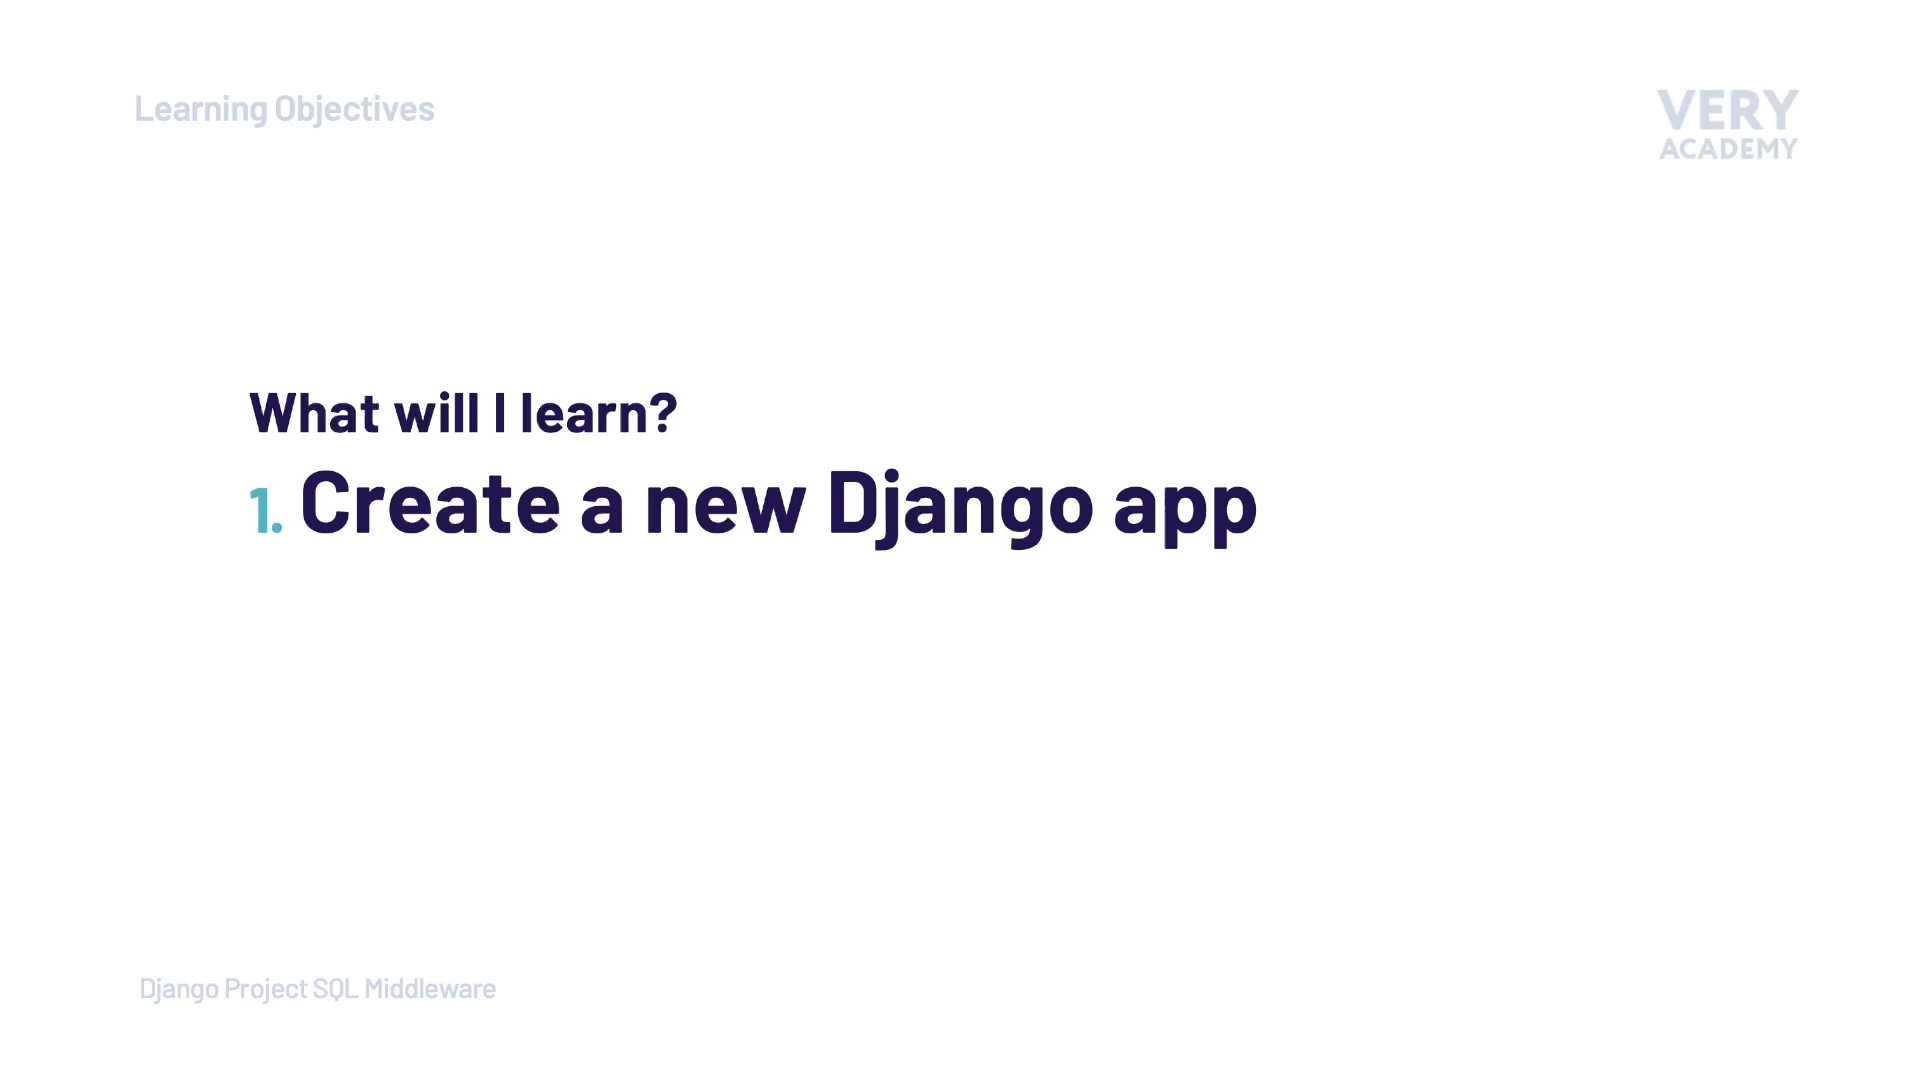 Learning Objectives
VERY
ACADEMY
What will I learn?
1. Create a new Django app
Django Project SQL Middleware